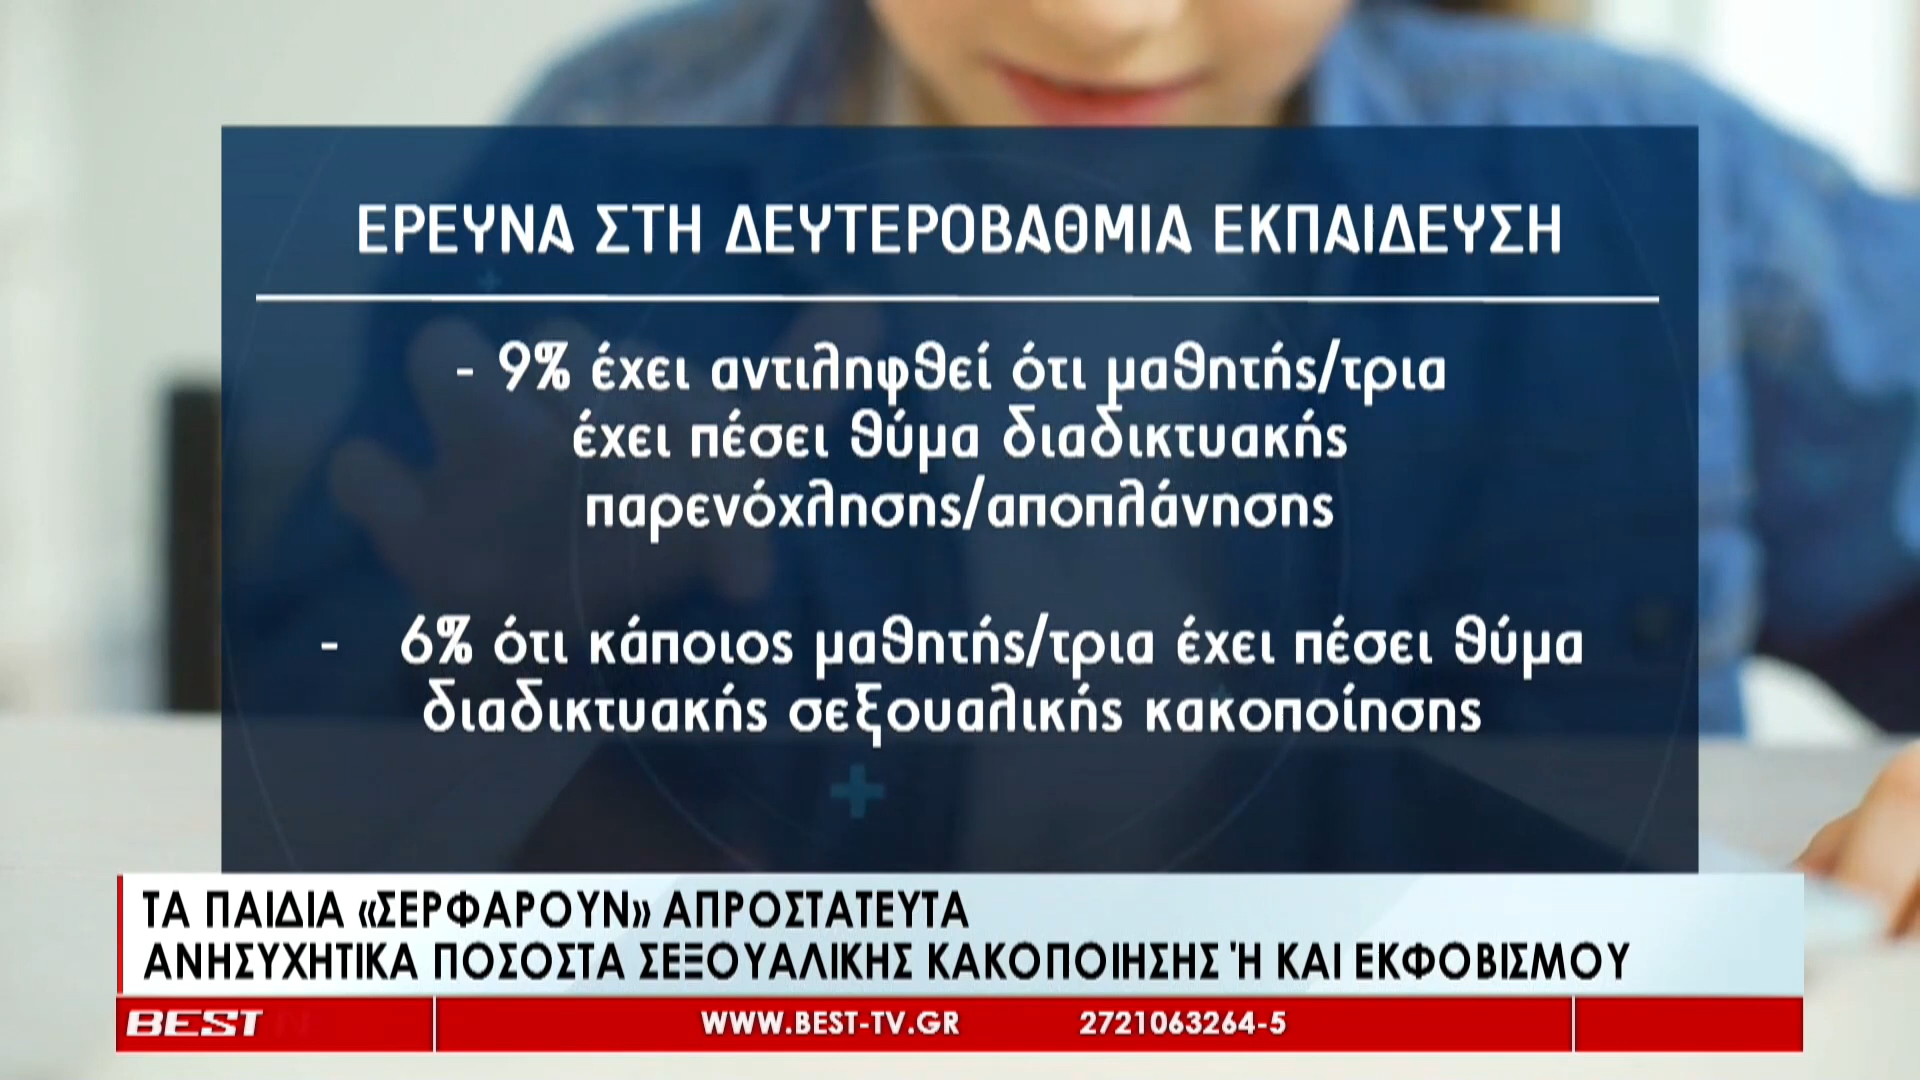 ΕΡΕΥΝΑ ΣΤΗ ΔΕΥΤΕΡΟΒΑΘΜΙΑ ΕΚΠΑΙΔΕΥΣΗ
- 9% έχει αντιληφθεί ότι μαθητής/τρια
έχει πέσει θύμα διαδικτυακής
παρενόχλησης/αποπλάνησης
- 6% ότι κάποιος μαθητής/τρια έχει πέσει θύμα
διαδικτυακής σεξουαλικής κακοποίησης
ΤΑ ΠΑΙΔΙΑ «ΣΕΡΦΑΡΟΥΝ» ΑΠΡΟΣΤΑΤΕΥΤΑ
ΑΝΗΣΥΧΗΤΙΚΑ ΠΟΣΟΣΤΑ ΣΕΞΟΥΑΛΙΚΗΣ ΚΑΚΟΠΟΙΗΣΗΣ Ή ΚΑΙ ΕΚΦΟΒΙΣΜΟΥ
BEST WWW.BEST-TV.GR 2721063264-5